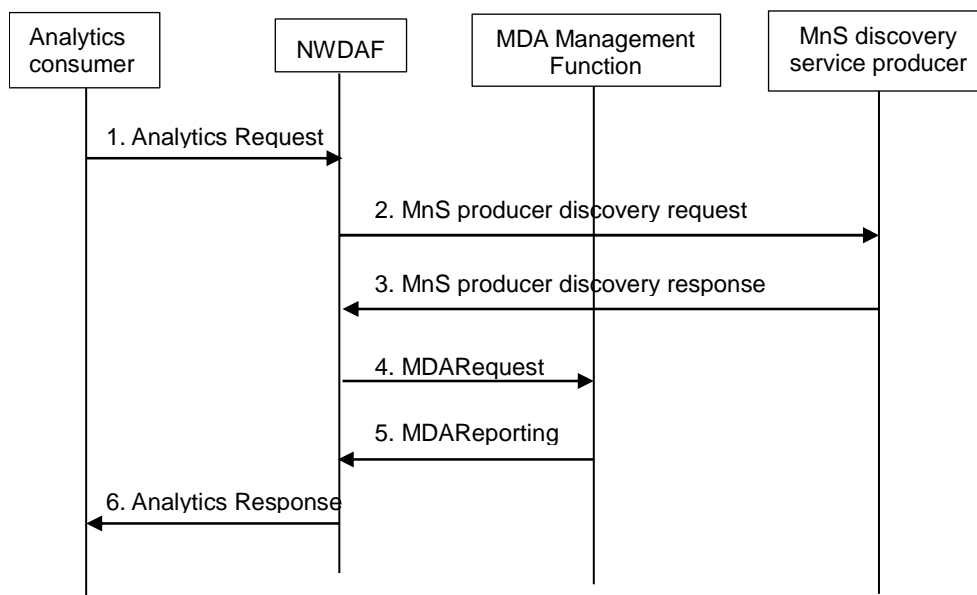 Analytics
consumer
NWDAF
MDA Management
Function
MnS discovery
service producer
1. Analytics Request
2. MnS producer discovery request
3. MnS producer discovery response
4. MDARequest
5. MDAReporting
6. Analytics Response